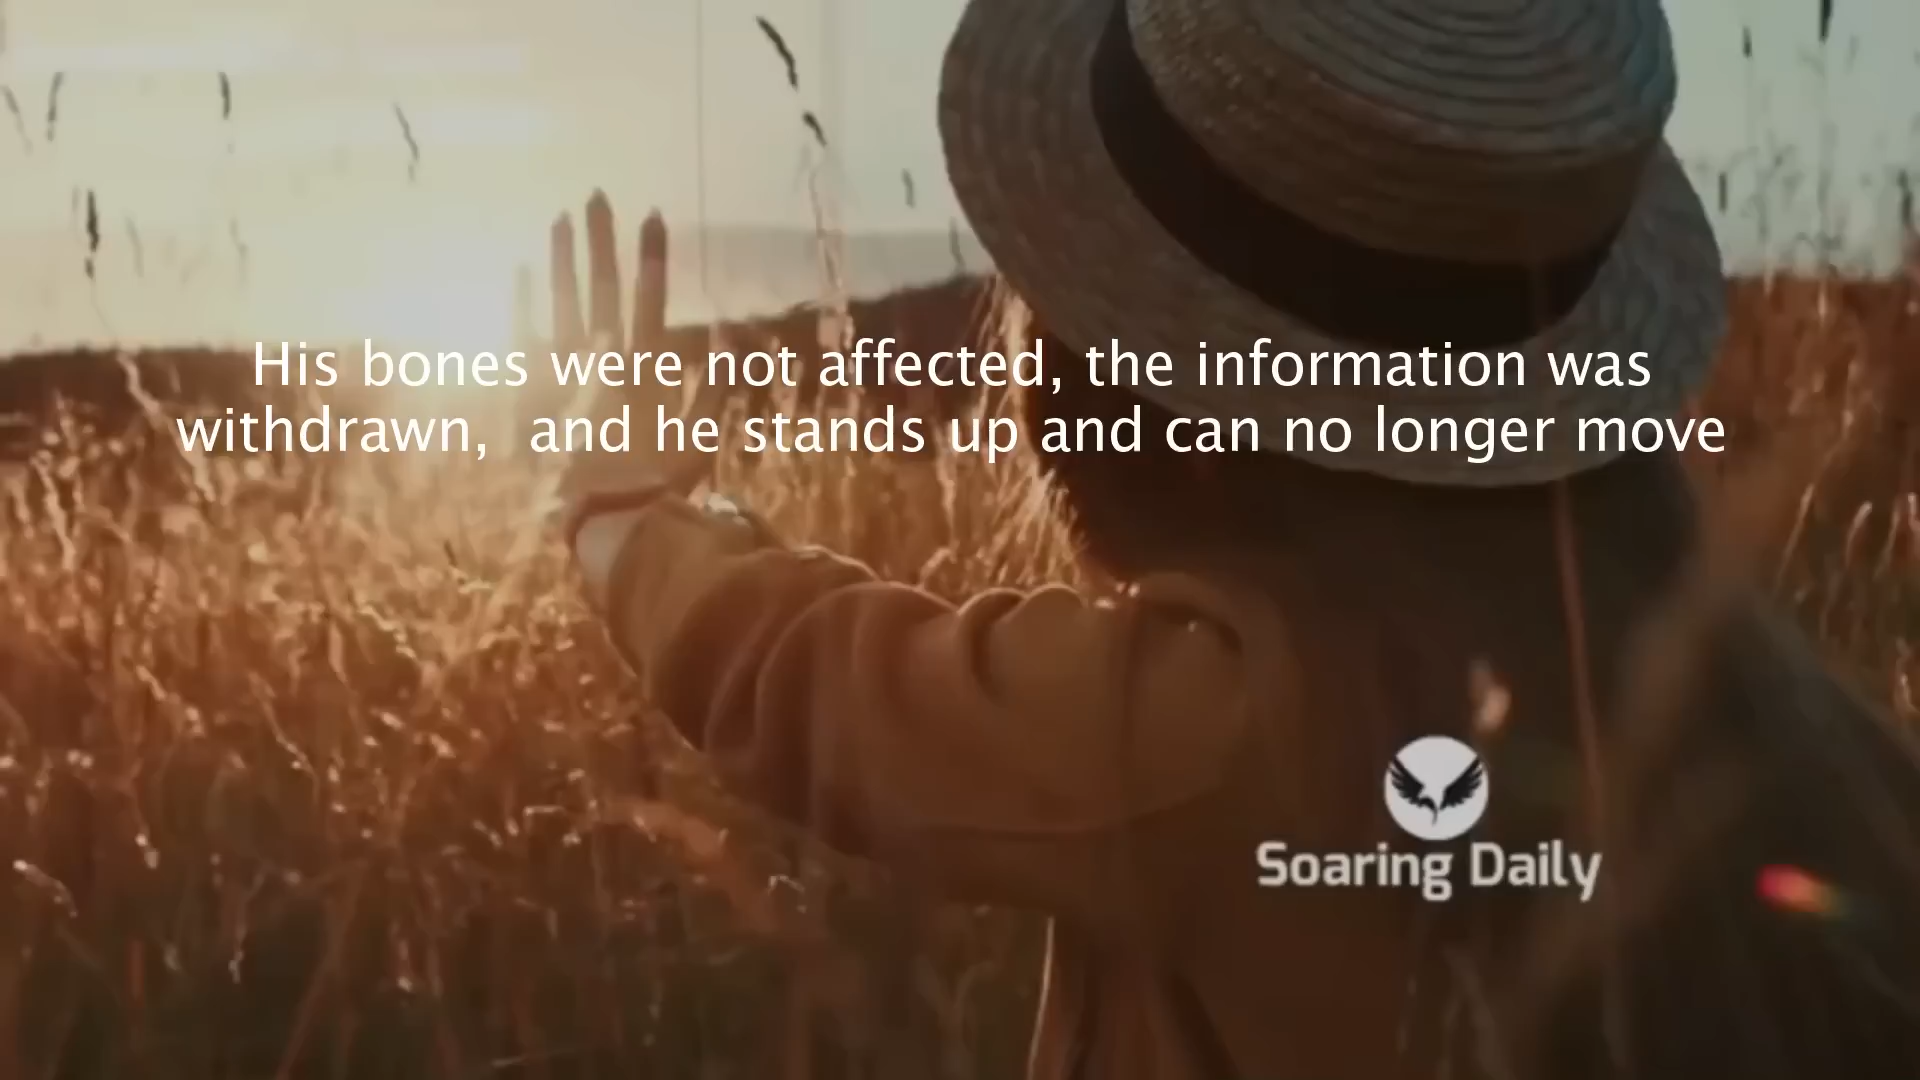 His bones were not affected, the information was
withdrawn,  and he stands up and can no longer move
Soaring Daily